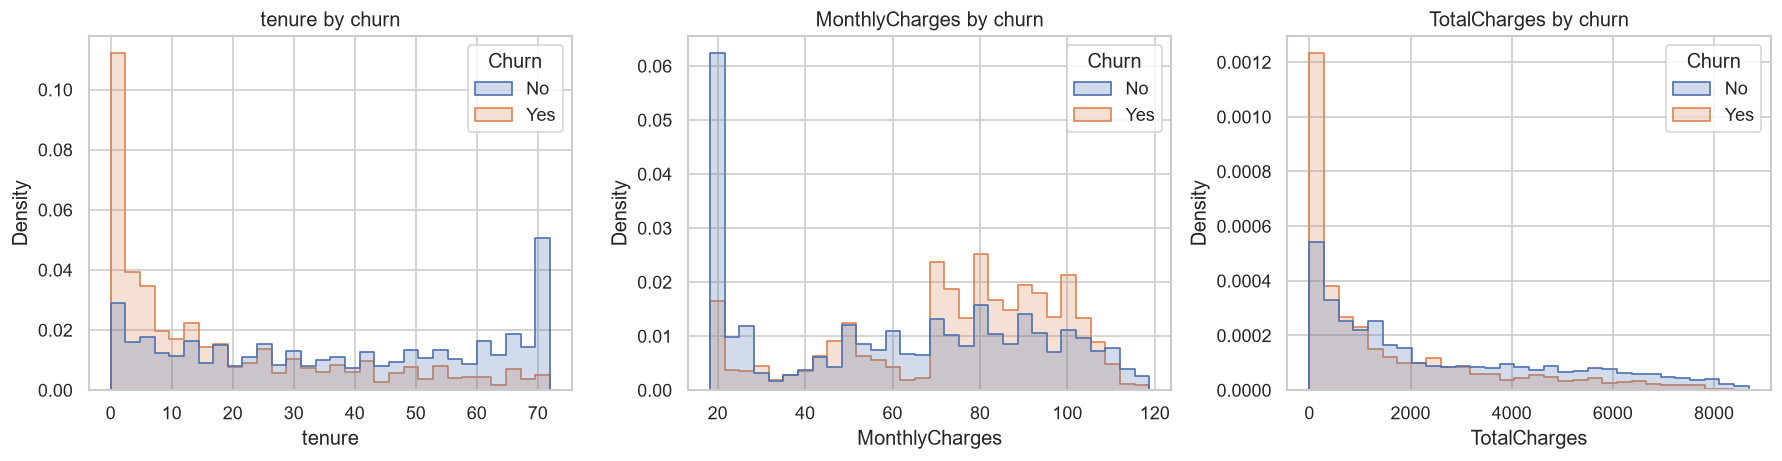 tenure by churn
0.10
0.08
0.06
0.04
0.02
0.00
Density
0 10 20 30 40 50 60 70
tenure
Churn
No
Yes
MonthlyCharges by churn
0.06
0.05
0.04
0.03
0.02
0.01
0.00
Density
20 40 60 80 100 120
MonthlyCharges
Churn
No
Yes
TotalCharges by churn
0.0012
0.0010
0.0008
0.0006
0.0004
0.0002
0.0000
Density
0 2000 4000 6000 8000
TotalCharges
Churn
No
Yes